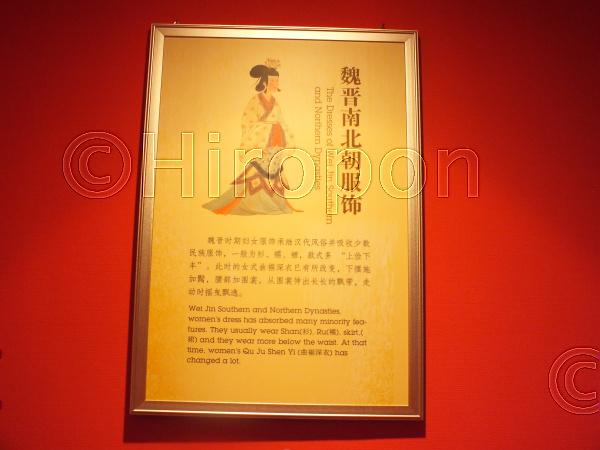 魏晋南北朝服饰
The Dresses of Wei Jin Southern
and Northern Dynasties
魏晋时期妇女服饰承袭汉代风俗并吸收少数
民族服饰,一般为衫、襦、裙,款式多“上俭下
丰”。此时的女式曲裾深衣已有所改变,下摆施
加髾,腰部加围裳,从围裳伸出长长的飘带,走
动时摇曳飘逸。
Wei Jin Southern and Northern Dynasties,
women's dress has absorbed many minority fea-
tures. They usually wear Shan(衫), Ru(襦), skirt,(
裙) and they wear more below the waist. At that
time, women's Qu Ju Shen Yi (曲裾深衣) has
changed a lot.
©Hiropon
©